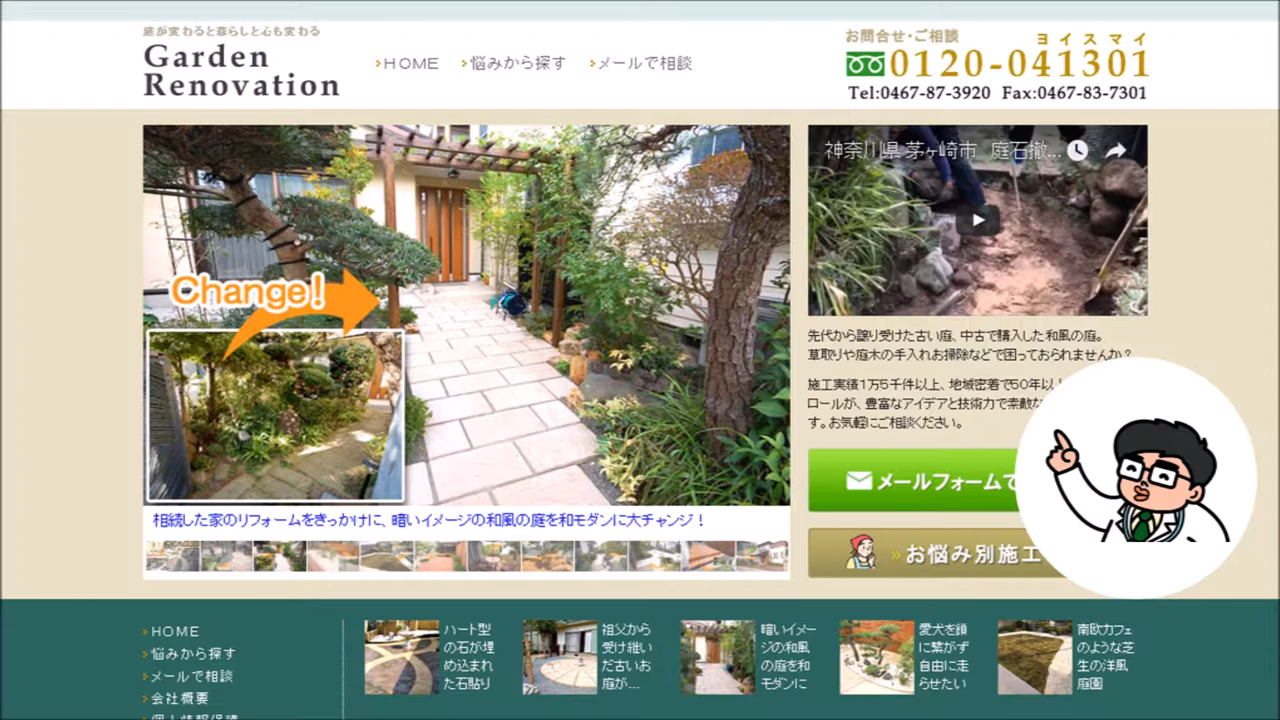 庭が変わると暮らしと心も変わる
Garden
Renovation
HOME
悩みから探す
メールで相談
お問合せ・ご相談
ヨイスマイ
0120-041301
Tel:0467-87-3920 Fax:0467-83-7301
神奈川県 茅ヶ崎市 庭石撤...
Change!
先代から譲り受けた古い庭、中古で購入した和風の庭。
草取りや庭木の手入れお掃除などで困っておられませんか？
施工実績1万5千件以上、地域密着で50年以
ロールが、豊富なアイデアと技術力で素敵な
す。お気軽にご相談ください。
メールフォームで
お悩み別施工
相続した家のリフォームをきっかけに、暗いイメージの和風の庭を和モダンに大チャンジ！
HOME
悩みから探す
メールで相談
会社概要
個人情報保護
ハート型
の石が埋
め込まれ
た石貼り
祖父から
受け継い
だ古いお
庭が...
暗いイメー
ジの和風
の庭を和
モダンに
愛犬を鎖
に繋がず
自由に走
らせたい
南欧カフェ
のような芝
生の洋風
庭園